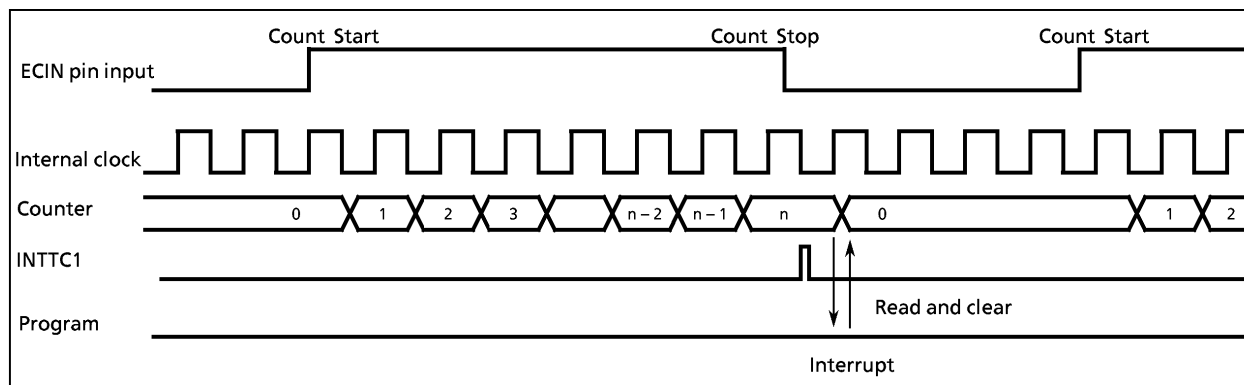 Count Start Count Stop Count Start
ECIN pin input
Internal clock
Counter 0 1 2 3 n – 2 n – 1 n 0 1 2
INTTC1
Read and clear
Program
Interrupt